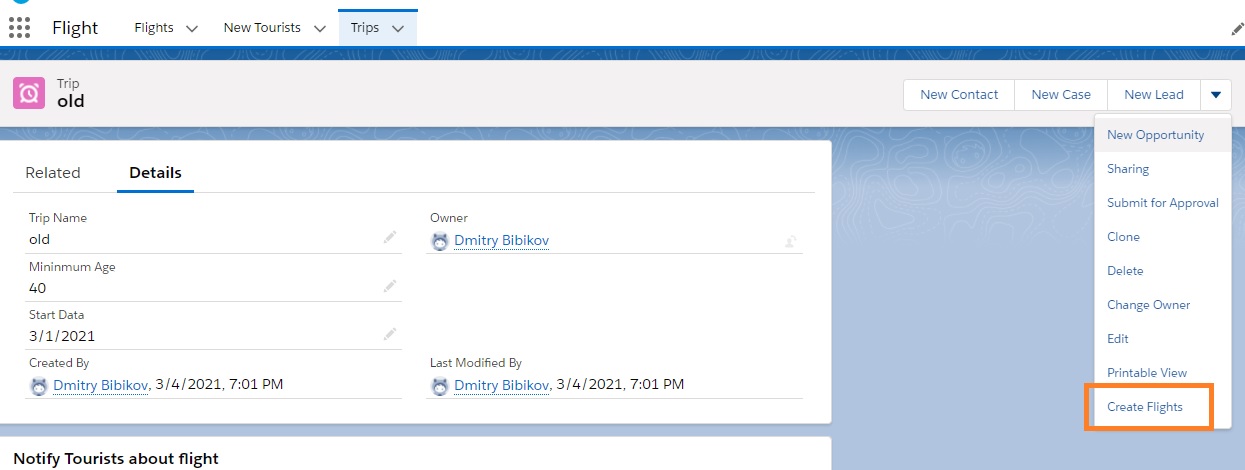 Flight Flights New Tourists Trips
Trip
old
New Contact New Case New Lead
New Opportunity
Sharing
Submit for Approval
Clone
Delete
Change Owner
Edit
Printable View
Create Flights
Related Details
Trip Name
old
Owner
Dmitry Bibikov
Mininmum Age
40
Start Data
3/1/2021
Created By
Dmitry Bibikov, 3/4/2021, 7:01 PM
Last Modified By
Dmitry Bibikov, 3/4/2021, 7:01 PM
Notify Tourists about flight